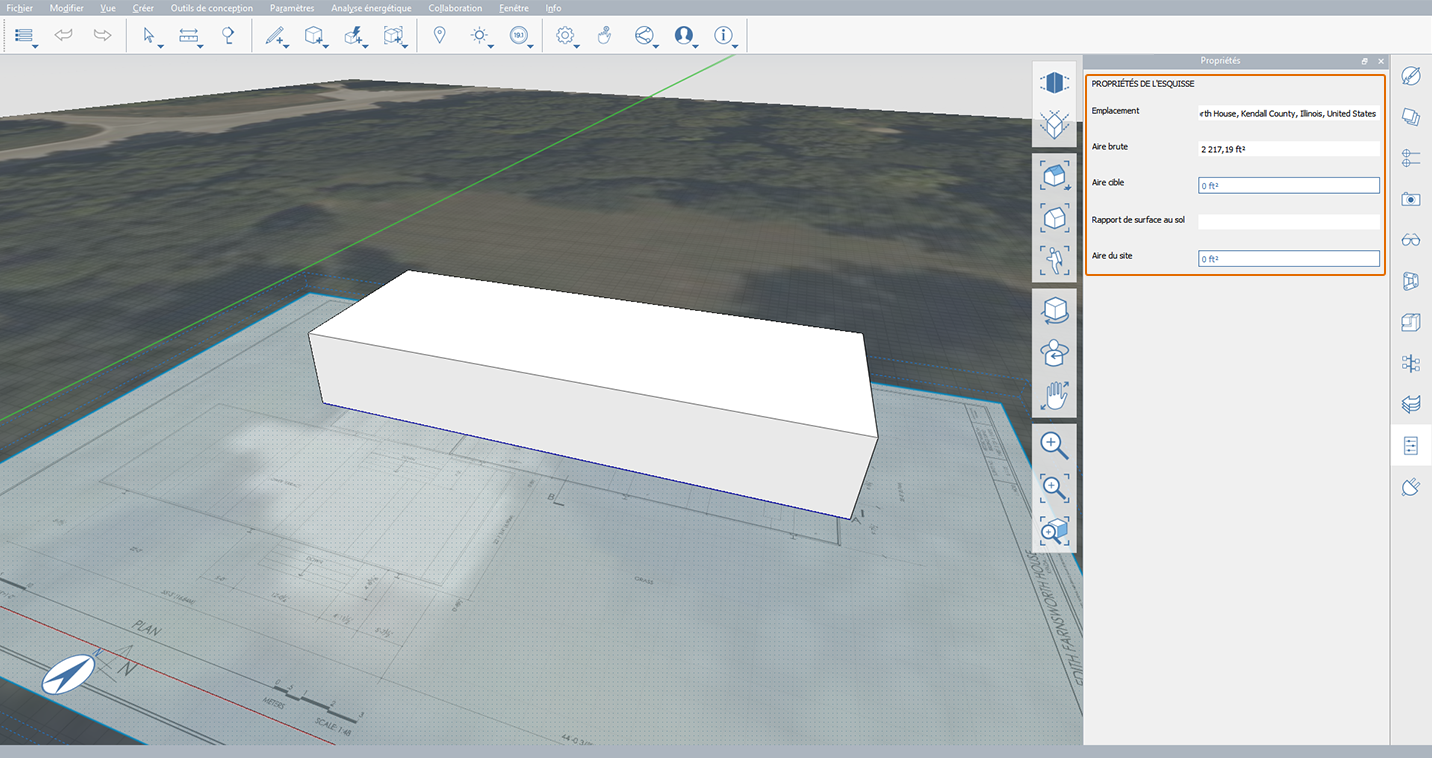 Fichier Modifier Vue Créer Outils de conception Paramètres Analyse énergétique Collaboration Fenêtre Info
Propriétés
PROPRIÉTÉS DE L'ESQUISSE
Emplacement
rth House, Kendall County, Illinois, United States
Aire brute
2 217,19 ft²
Aire cible
0 ft²
Rapport de surface au sol
Aire du site
0 ft²
B
A
GRASS
PLAN
N
N
METERS
SCALE: 1:48
EDITH FARNSWORTH HOUSE